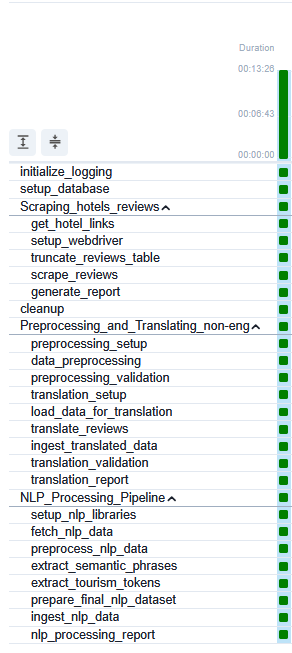 Duration
00:13:26
00:06:43
00:00:00
initialize_logging
setup_database
Scraping_hotels_reviews
get_hotel_links
setup_webdriver
truncate_reviews_table
scrape_reviews
generate_report
cleanup
Preprocessing_and_Translating_non-eng
preprocessing_setup
data_preprocessing
preprocessing_validation
translation_setup
load_data_for_translation
translate_reviews
ingest_translated_data
translation_validation
translation_report
NLP_Processing_Pipeline
setup_nlp_libraries
fetch_nlp_data
preprocess_nlp_data
extract_semantic_phrases
extract_tourism_tokens
prepare_final_nlp_dataset
ingest_nlp_data
nlp_processing_report